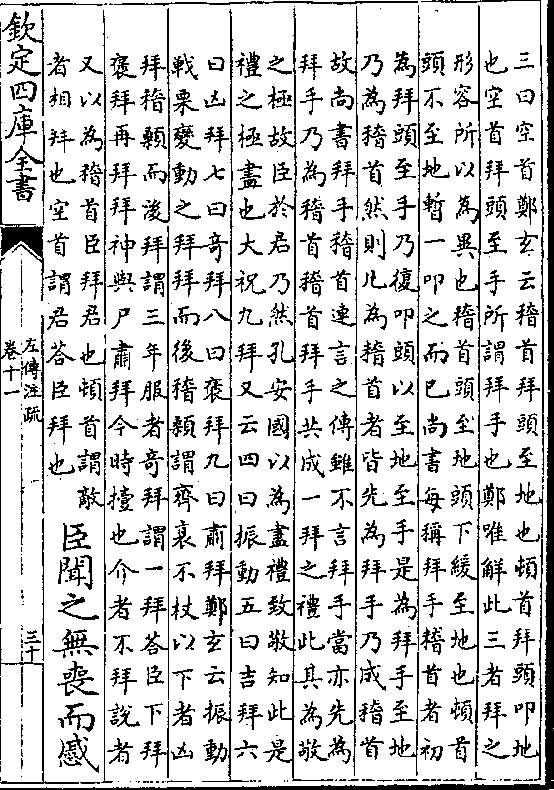 三曰空首鄭玄云稽首拜頭至地也頓首拜頭叩地
也空首拜頭至手所謂拜手也鄭唯解此三者拜之
形容所以為異也稽首頭至地頭下緩至地也頓首
頭不至地暫一叩之而已尚書每稱拜手稽首者初
為拜頭至手乃復叩頭以至地至手是為拜手至地
乃為稽首然則凡為稽首者皆先為拜手乃成稽首
故尚書拜手稽首連言之傳雖不言拜手當亦先為
拜手乃為稽首稽首拜手共成一拜之禮此其為敬
之極故臣於君乃然孔安國以為盡禮致敬知此是
禮之極盡也大祝九拜又云四曰振動五曰吉拜六
曰凶拜七曰奇拜八曰褒拜九曰肅拜鄭玄云振動
戰栗變動之拜拜而後稽顙謂齊衰不杖以下者凶
拜稽顙而後拜謂三年服者奇拜謂一拜荅臣下拜
褒拜再拜拜神與尸肅拜今時擡也介者不拜說者
又以為稽首臣拜君也頓首謂敵
者相拜也空首謂君荅臣拜也
臣聞之無喪而慼
欽定四庫全書
左傳注疏
卷十一
三十